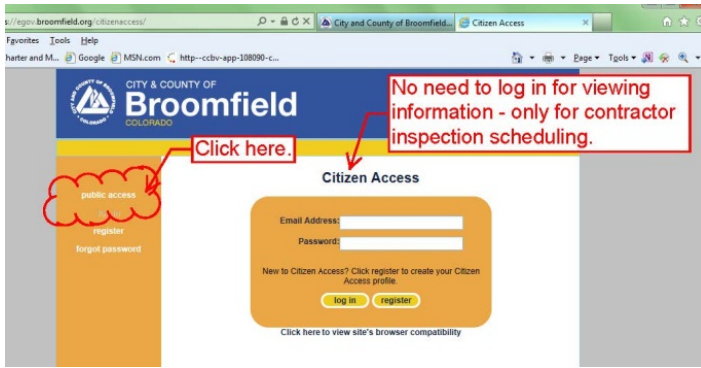 s://egov.broomfield.org/citizenaccess/
City and County of Broomfield...
Citizen Access
Favorites Tools Help
harter and M... Google MSN.com http--ccbv-app-108090-c...
Page Tools
CITY & COUNTY OF
Broomfield
COLORADO
No need to log in for viewing
information - only for contractor
inspection scheduling.
Click here.
Citizen Access
public access
register
forgot password
Email Address:
Password:
New to Citizen Access? Click register to create your Citizen
Access profile.
log in register
Click here to view site's browser compatibility